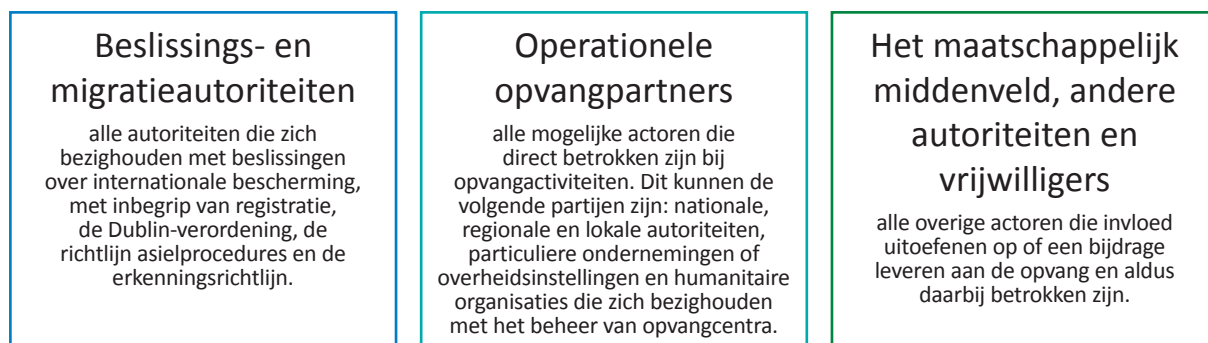 Beslissings- en
migratieautoriteiten
alle autoriteiten die zich
bezighouden met beslissingen
over internationale bescherming,
met inbegrip van registratie,
de Dublin-verordening, de
richtlijn asielprocedures en de
erkenningsrichtlijn.
Operationele
opvangpartners
alle mogelijke actoren die
direct betrokken zijn bij
opvangactiviteiten. Dit kunnen de
volgende partijen zijn: nationale,
regionale en lokale autoriteiten,
particuliere ondernemingen of
overheidsinstellingen en humanitaire
organisaties die zich bezighouden
met het beheer van opvangcentra.
Het maatschappelijk
middenveld, andere
autoriteiten en
vrijwilligers
alle overige actoren die invloed
uitoefenen op of een bijdrage
leveren aan de opvang en aldus
daarbij betrokken zijn.